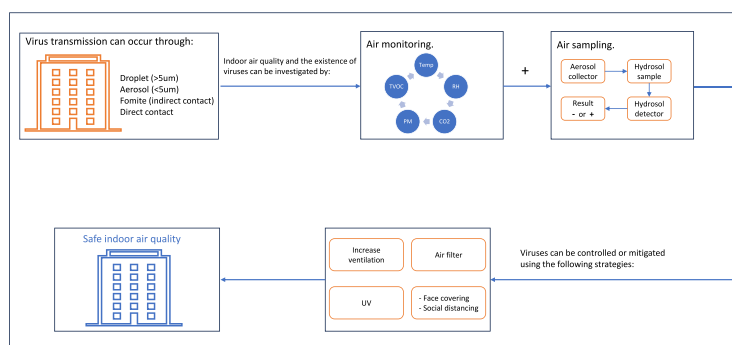 Virus transmission can occur through:
Droplet (>5um)
Aerosol (<5um)
Fomite (indirect contact)
Direct contact
Indoor air quality and the existence of
viruses can be investigated by:
Air monitoring.
Temp
RH
CO2
PM
TVOC
+
Air sampling.
Aerosol
collector
Hydrosol
sample
Hydrosol
detector
Result
- or +
Viruses can be controlled or mitigated
using the following strategies:
Increase
ventilation
Air filter
UV
- Face covering
- Social distancing
Safe indoor air quality